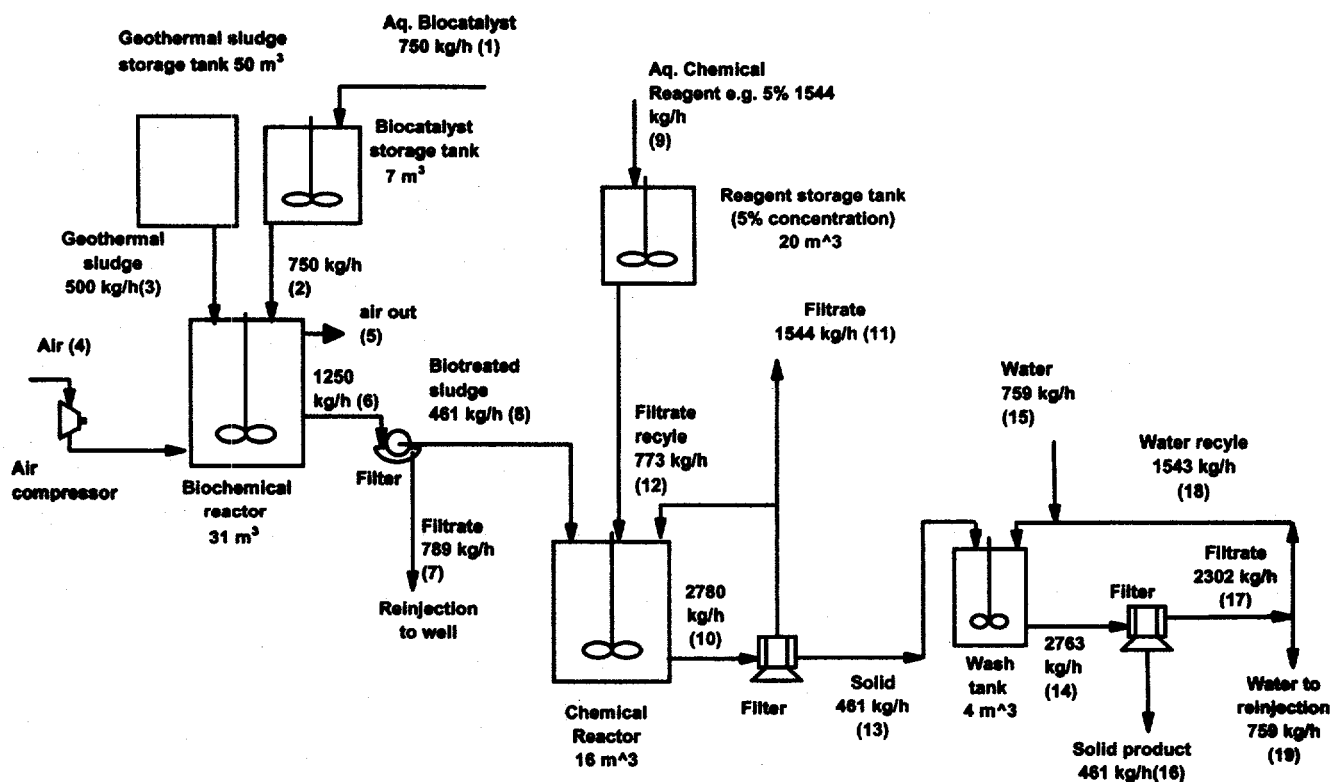 Aq. Biocatalyst
750 kg/h (1)
Geothermal sludge
storage tank 50 m³
Aq. Chemical
Reagent e.g. 5% 1544
kg/h
(9)
Biocatalyst
storage tank
7 m³
Reagent storage tank
(5% concentration)
20 m^3
Geothermal
sludge
500 kg/h(3)
750 kg/h
(2)
air out
(5)
Filtrate
1544 kg/h (11)
Air (4)
1250
kg/h (6)
Biotreated
sludge
461 kg/h (8)
Filtrate
recyle
773 kg/h
(12)
Water
759 kg/h
(15)
Water recyle
1543 kg/h
(18)
Air
compressor
Biochemical
reactor
31 m³
Filter
Filtrate
789 kg/h
(7)
Reinjection
to well
2780
kg/h
(10)
Filtrate
2302 kg/h
(17)
Filter
2763
kg/h
(14)
Wash
tank
4 m^3
Solid
461 kg/h
(13)
Filter
Chemical
Reactor
16 m^3
Water to
reinjection
759 kg/h
(19)
Solid product
461 kg/h(16)